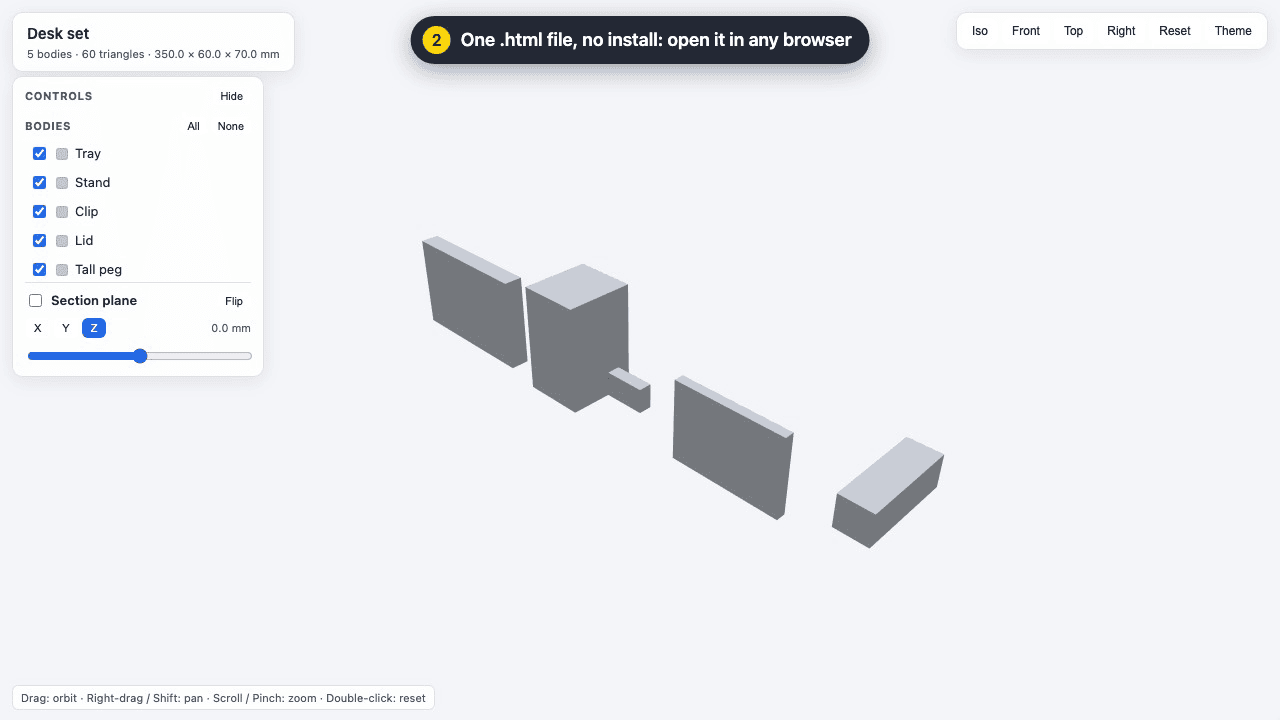 Desk set
5 bodies · 60 triangles · 350.0 × 60.0 × 70.0 mm
2 One .html file, no install: open it in any browser
Iso Front Top Right Reset Theme
CONTROLS Hide
BODIES All None
Tray
Stand
Clip
Lid
Tall peg
Section plane Flip
X Y Z 0.0 mm
Drag: orbit · Right-drag / Shift: pan · Scroll / Pinch: zoom · Double-click: reset